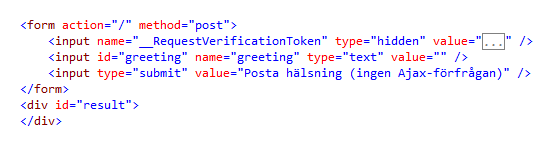 <form action="/" method="post">
<input name="__RequestVerificationToken" type="hidden" value="..." />
<input id="greeting" name="greeting" type="text" value="" />
<input type="submit" value="Posta hälsning (ingen Ajax-förfrågan)" />
</form>
<div id="result">
</div>